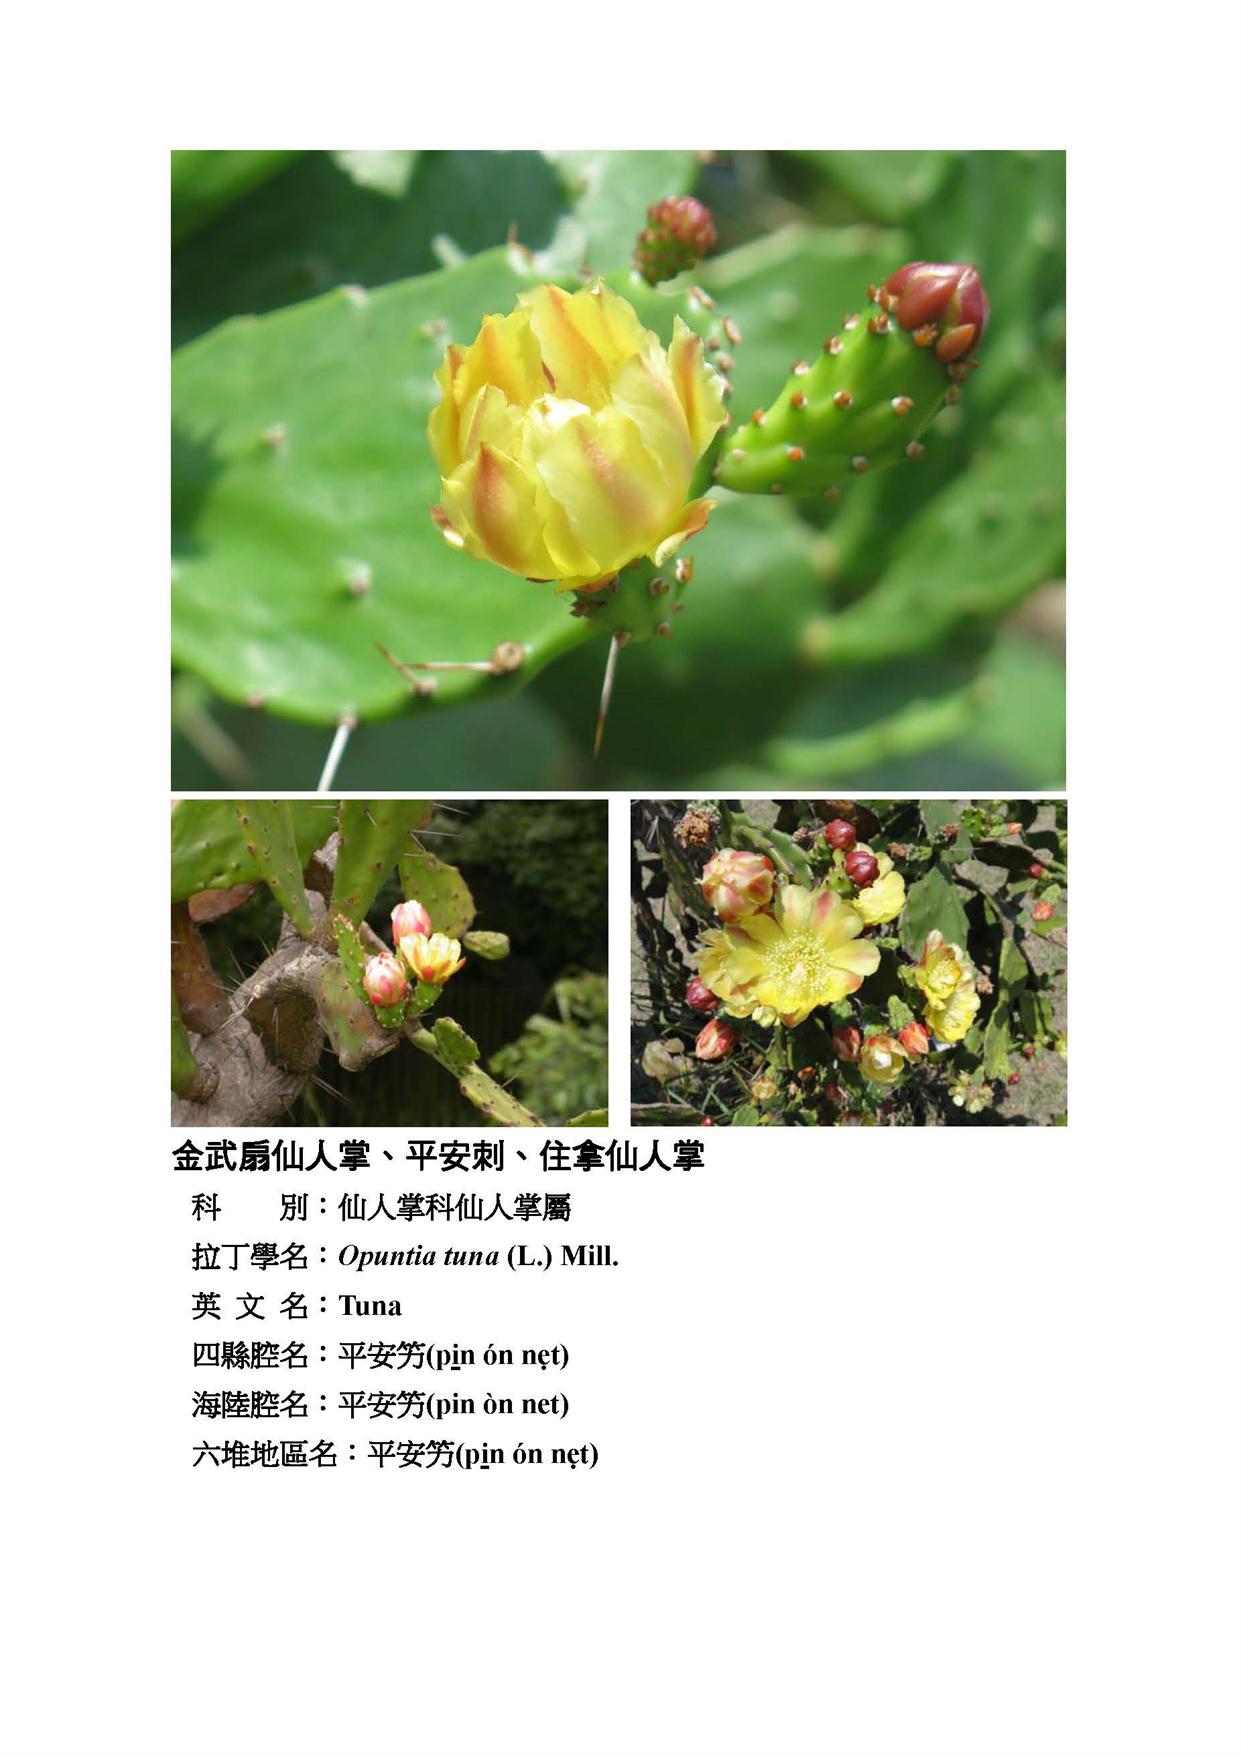 金武扇仙人掌、平安刺、住拿仙人掌
科　　別：仙人掌科仙人掌屬
拉丁學名：Opuntia tuna (L.) Mill.
英 文 名：Tuna
四縣腔名：平安竻(pi̲n ón nẹt)
海陸腔名：平安竻(pin òn net)
六堆地區名：平安竻(pi̲n ón nẹt)